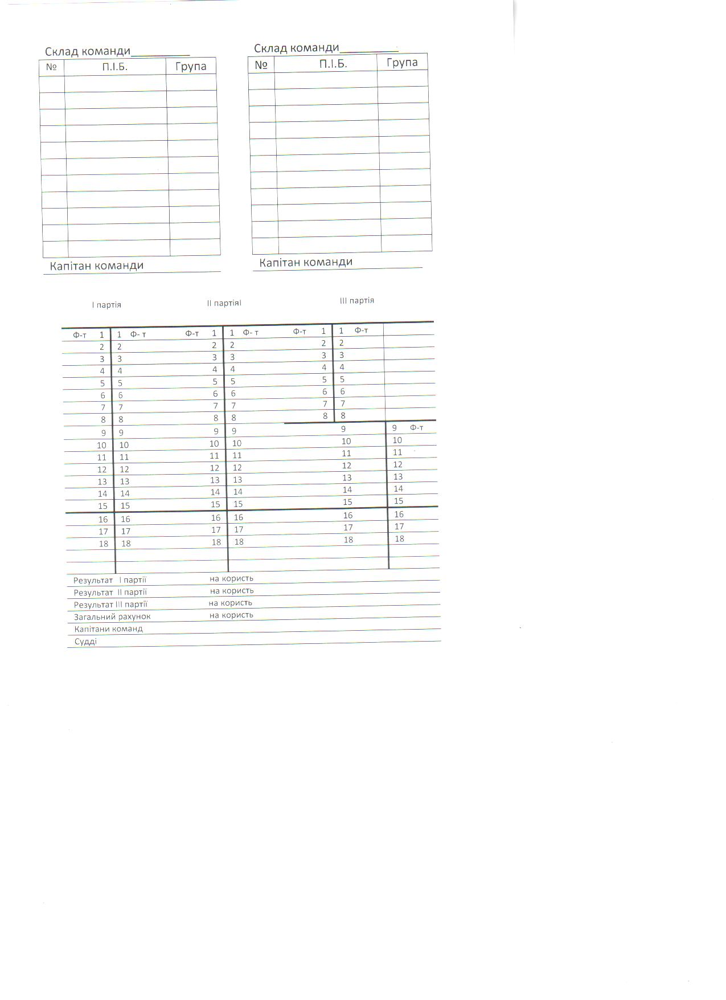 Склад команди_________ Склад команди_________
№ П.І.Б. Група № П.І.Б. Група
Капітан команди Капітан команди
І партія ІІ партіяІ ІІІ партія
Ф-т 1 1 Ф- т Ф-т 1 1 Ф- т Ф-т 1 1 Ф-т
2 2 2 2 2 2
3 3 3 3 3 3
4 4 4 4 4 4
5 5 5 5 5 5
6 6 6 6 6 6
7 7 7 7 7 7
8 8 8 8 8 8
9 9 9 9 9 9 Ф-т
10 10 10 10 10 10
11 11 11 11 11 11
12 12 12 12 12 12
13 13 13 13 13 13
14 14 14 14 14 14
15 15 15 15 15 15
16 16 16 16 16 16
17 17 17 17 17 17
18 18 18 18 18 18
Результат І партії на користь
Результат ІІ партії на користь
Результат ІІІ партії на користь
Загальний рахунок на користь
Капітани команд
Судді